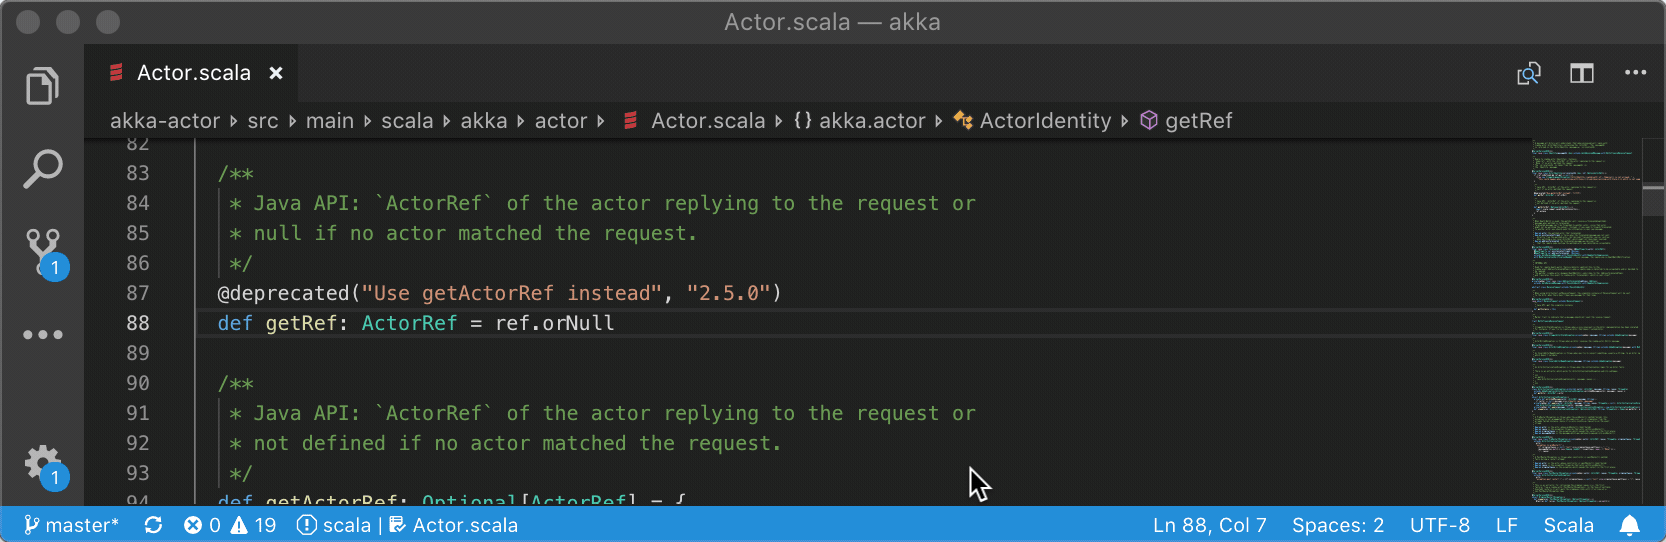 Actor.scala — akka
Actor.scala ×
akka-actor › src › main › scala › akka › actor › Actor.scala › {} akka.actor › ActorIdentity › getRef
82
83 /**
84 * Java API: `ActorRef` of the actor replying to the request or
85 * null if no actor matched the request.
86 */
87 @deprecated("Use getActorRef instead", "2.5.0")
88 def getRef: ActorRef = ref.orNull
89
90 /**
91 * Java API: `ActorRef` of the actor replying to the request or
92 * not defined if no actor matched the request.
93 */
94 def getActorRef: Optional[ActorRef] = {
1
1
master* 0 19 scala | Actor.scala Ln 88, Col 7 Spaces: 2 UTF-8 LF Scala